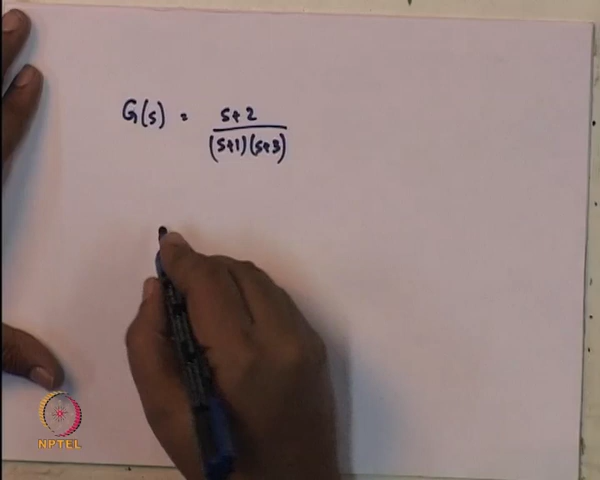 G(s) = s+2
(s+1)(s+3)
NPTEL